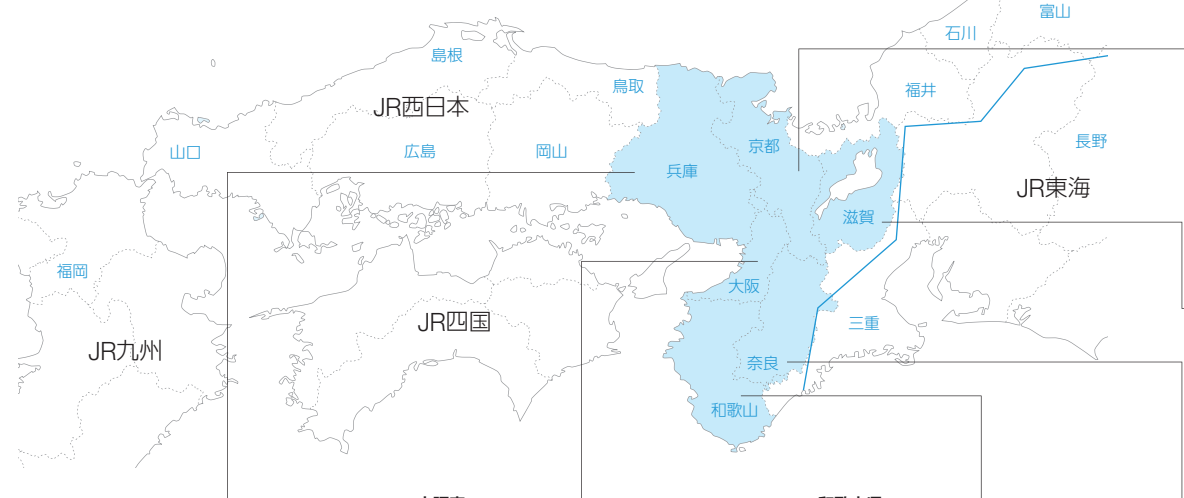 富山
石川
島根
鳥取
福井
JR西日本
山口
広島
岡山
京都
長野
兵庫
JR東海
滋賀
福岡
大阪
JR四国
三重
JR九州
奈良
和歌山